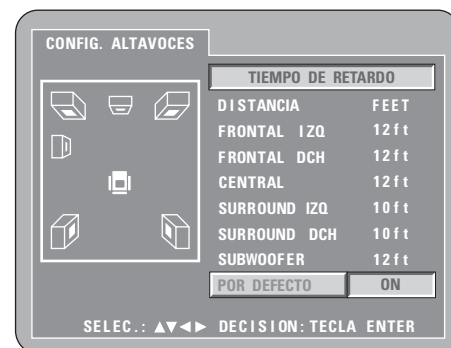 CONFIG. ALTAVOCES
TIEMPO DE RETARDO
DISTANCIA FEET
FRONTAL IZQ 12ft
FRONTAL DCH 12ft
CENTRAL 12ft
SURROUND IZQ 10ft
SURROUND DCH 10ft
SUBWOOFER 12ft
POR DEFECTO ON
SELEC.: ▲▼◄► DECISION: TECLA ENTER